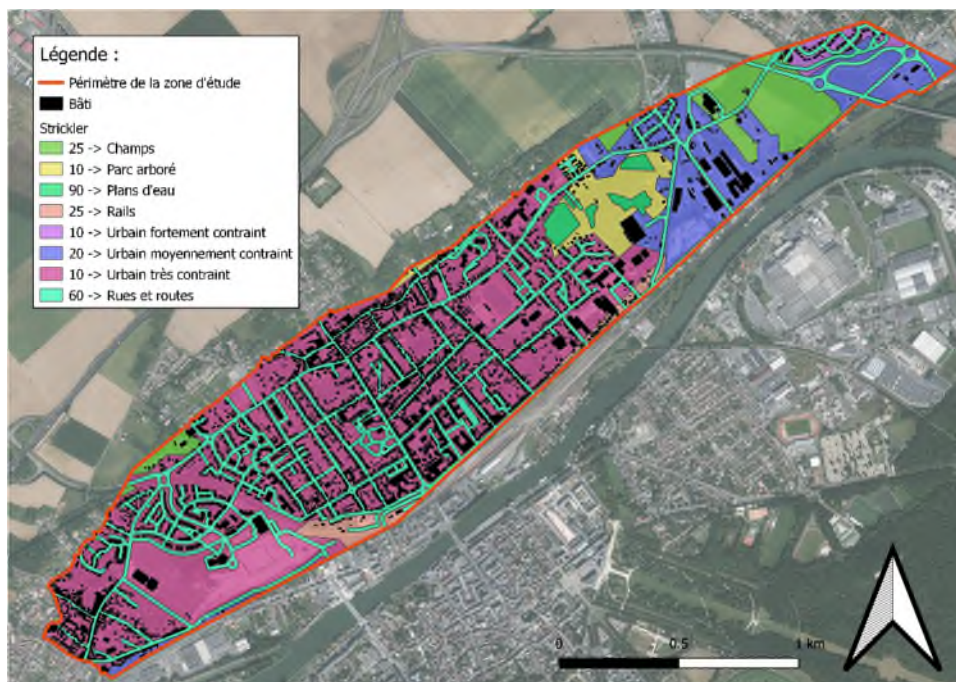 Légende :
Périmètre de la zone d'étude
Bâti
Strickler
25 -> Champs
10 -> Parc arboré
90 -> Plans d'eau
25 -> Rails
10 -> Urbain fortement contraint
20 -> Urbain moyennement contraint
10 -> Urbain très contraint
60 -> Rues et routes
0 0.5 1 km